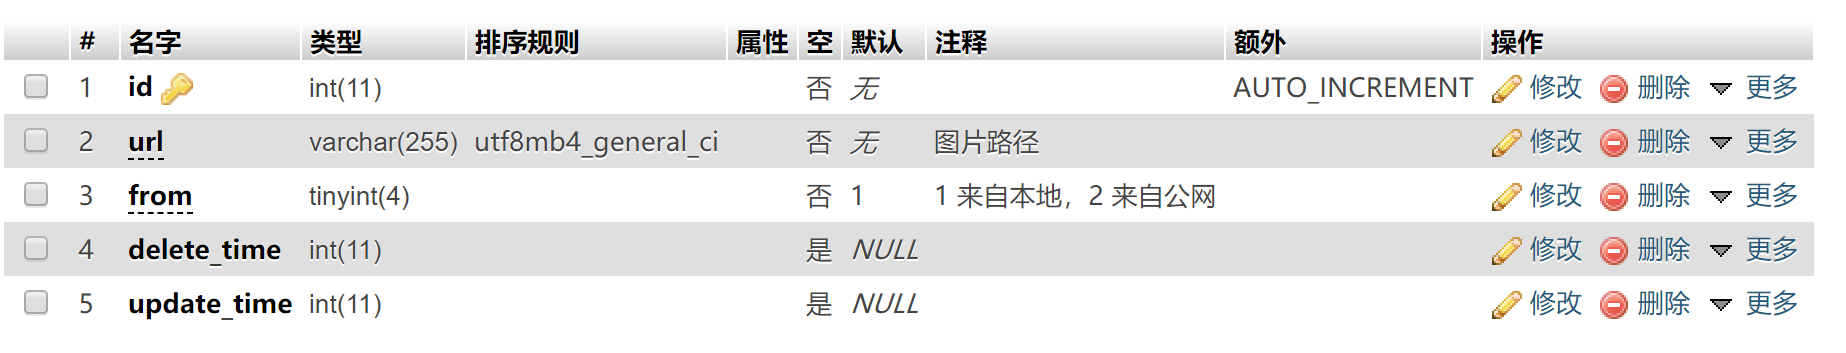 # 名字 类型 排序规则 属性 空 默认 注释 额外 操作
1 id int(11) 否 无 AUTO_INCREMENT 修改 删除 更多
2 url varchar(255) utf8mb4_general_ci 否 无 图片路径 修改 删除 更多
3 from tinyint(4) 否 1 1 来自本地，2 来自公网 修改 删除 更多
4 delete_time int(11) 是 NULL 修改 删除 更多
5 update_time int(11) 是 NULL 修改 删除 更多